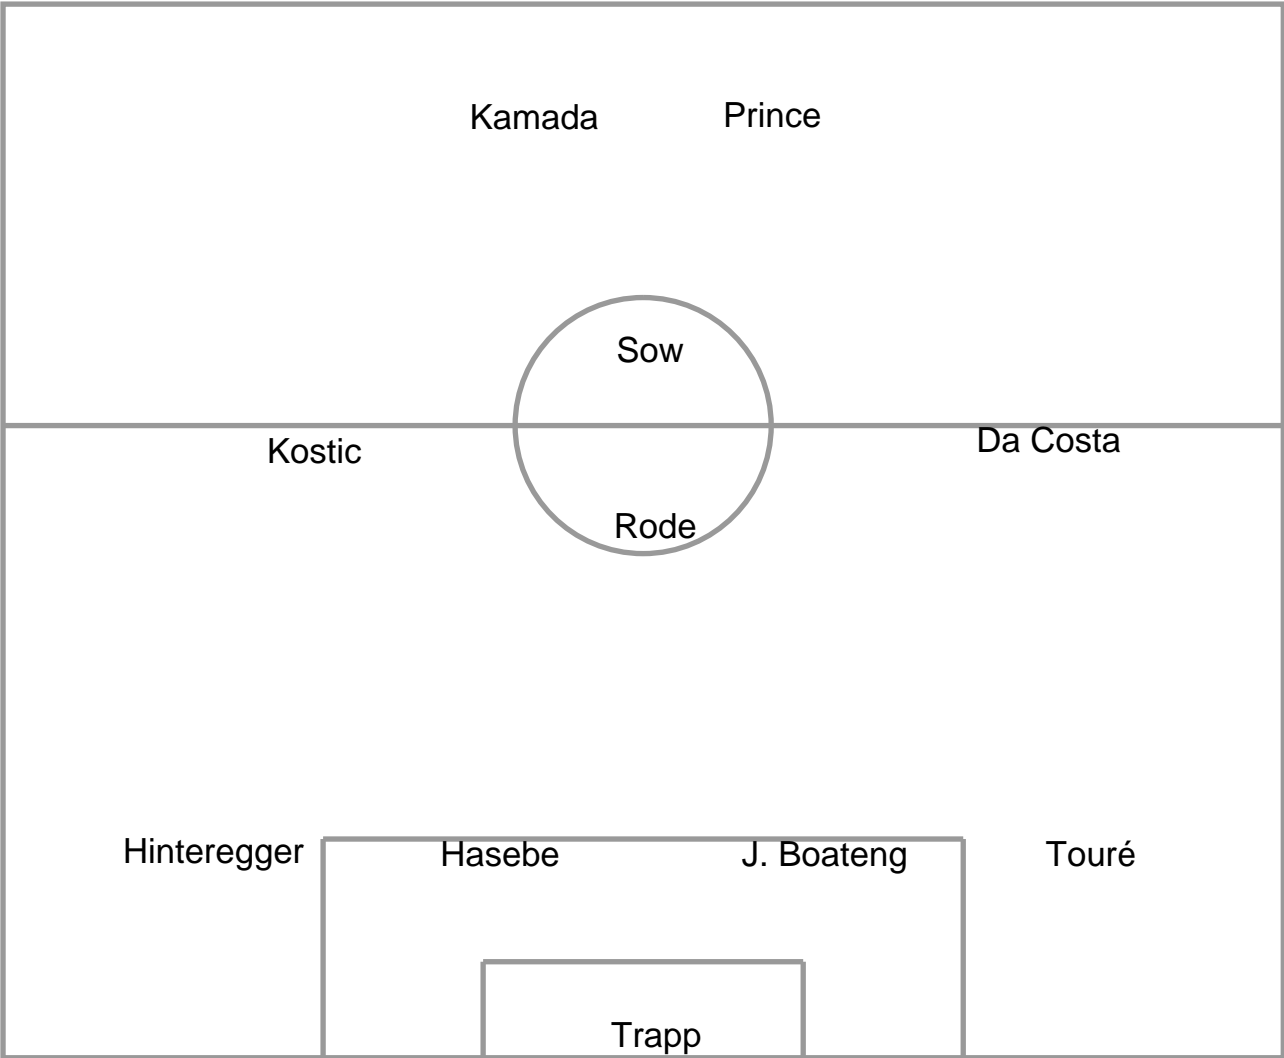 Kamada Prince
Sow
Kostic Da Costa
Rode
Hinteregger Hasebe J. Boateng Touré
Trapp